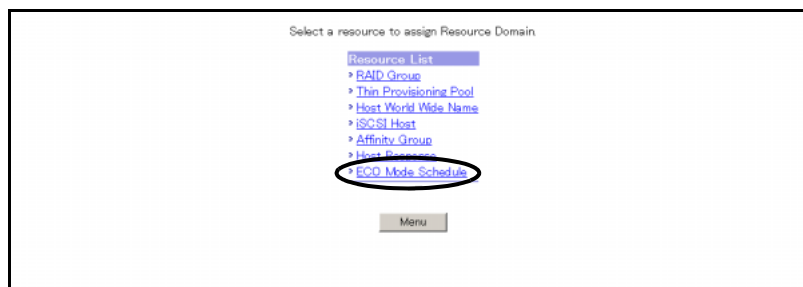 Select a resource to assign Resource Domain.
Resource List
RAID Group
Thin Provisioning Pool
Host World Wide Name
iSCSI Host
Affinity Group
Host Response
ECO Mode Schedule
Menu